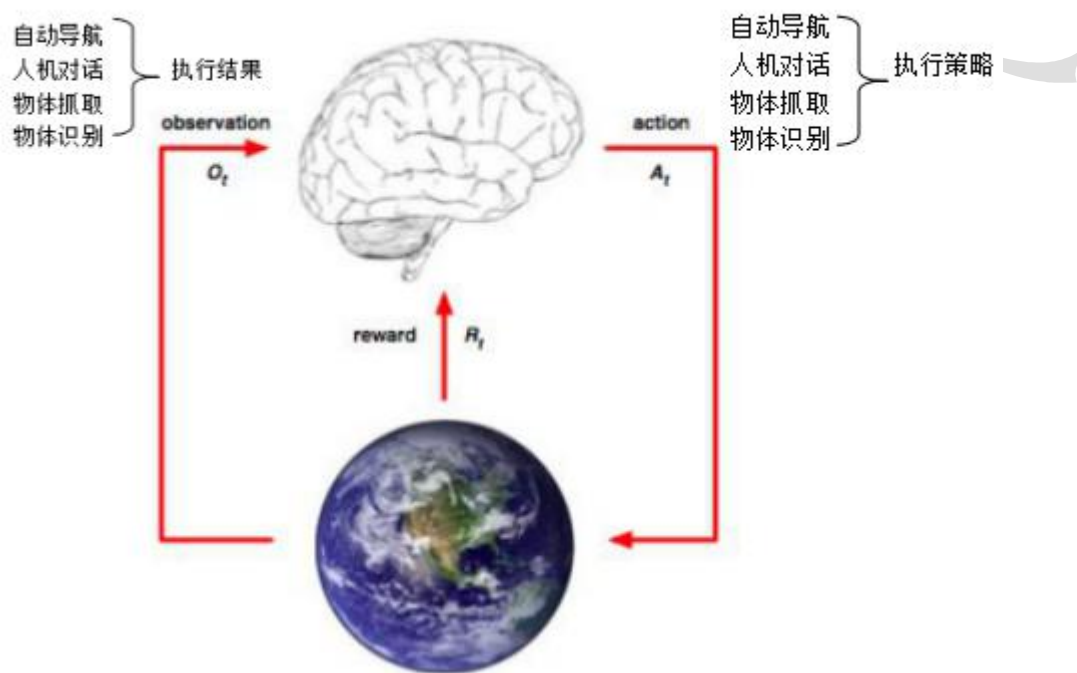 自动导航
人机对话
物体抓取
物体识别
执行结果
observation
O_t
自动导航
人机对话
物体抓取
物体识别
执行策略
action
A_t
reward
R_t